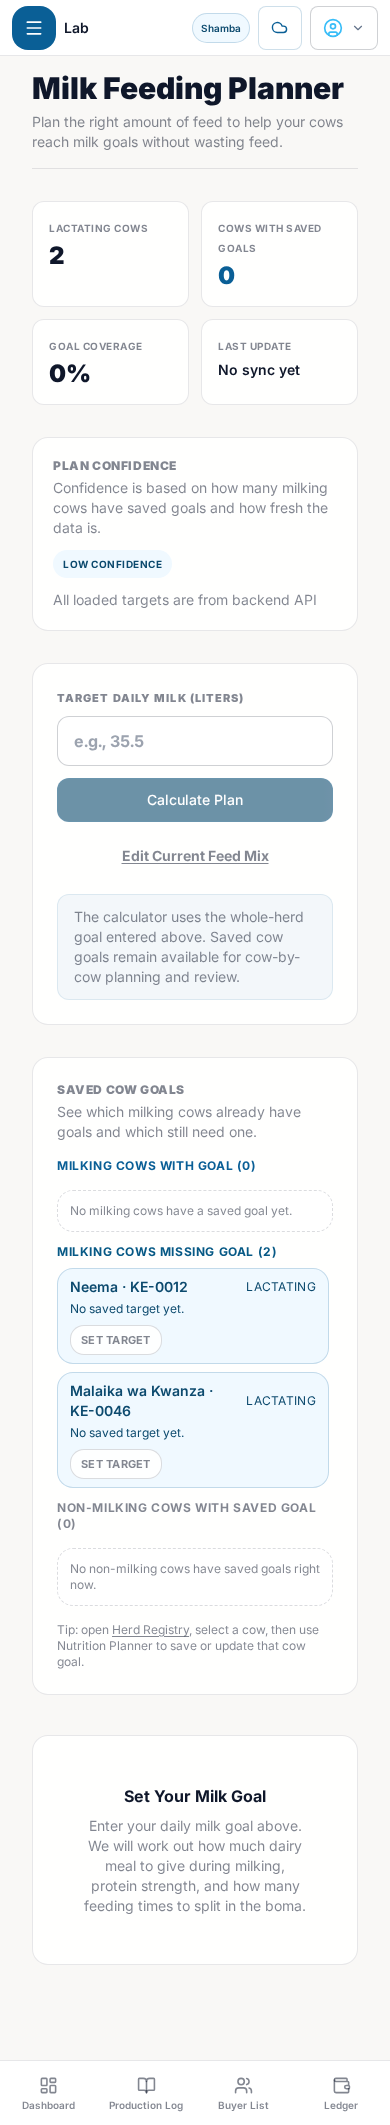 Lab
Shamba
Milk Feeding Planner
Plan the right amount of feed to help your cows
reach milk goals without wasting feed.
LACTATING COWS
2
COWS WITH SAVED
GOALS
0
GOAL COVERAGE
0%
LAST UPDATE
No sync yet
PLAN CONFIDENCE
Confidence is based on how many milking
cows have saved goals and how fresh the
data is.
LOW CONFIDENCE
All loaded targets are from backend API
TARGET DAILY MILK (LITERS)
e.g., 35.5
Calculate Plan
Edit Current Feed Mix
The calculator uses the whole-herd
goal entered above. Saved cow
goals remain available for cow-by-
cow planning and review.
SAVED COW GOALS
See which milking cows already have
goals and which still need one.
MILKING COWS WITH GOAL (0)
No milking cows have a saved goal yet.
MILKING COWS MISSING GOAL (2)
Neema · KE-0012
LACTATING
No saved target yet.
SET TARGET
Malaika wa Kwanza ·
KE-0046
LACTATING
No saved target yet.
SET TARGET
NON-MILKING COWS WITH SAVED GOAL
(0)
No non-milking cows have saved goals right
now.
Tip: open Herd Registry, select a cow, then use
Nutrition Planner to save or update that cow
goal.
Set Your Milk Goal
Enter your daily milk goal above.
We will work out how much dairy
meal to give during milking,
protein strength, and how many
feeding times to split in the boma.
Dashboard
Production Log
Buyer List
Ledger